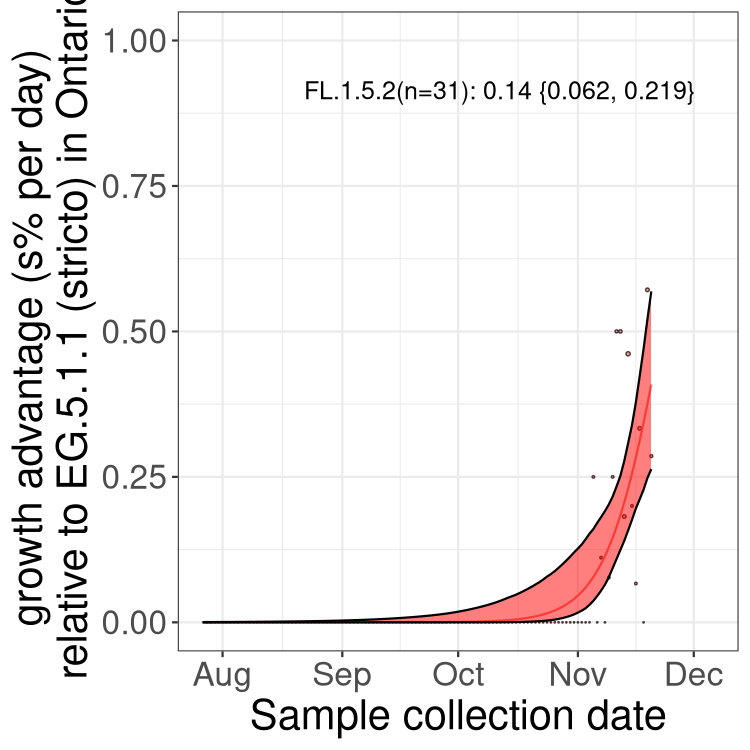 growth advantage (s% per day)
relative to EG.5.1.1 (stricto) in Ontario
1.00
0.75
0.50
0.25
0.00
FL.1.5.2(n=31): 0.14 {0.062, 0.219}
Aug Sep Oct Nov Dec
Sample collection date